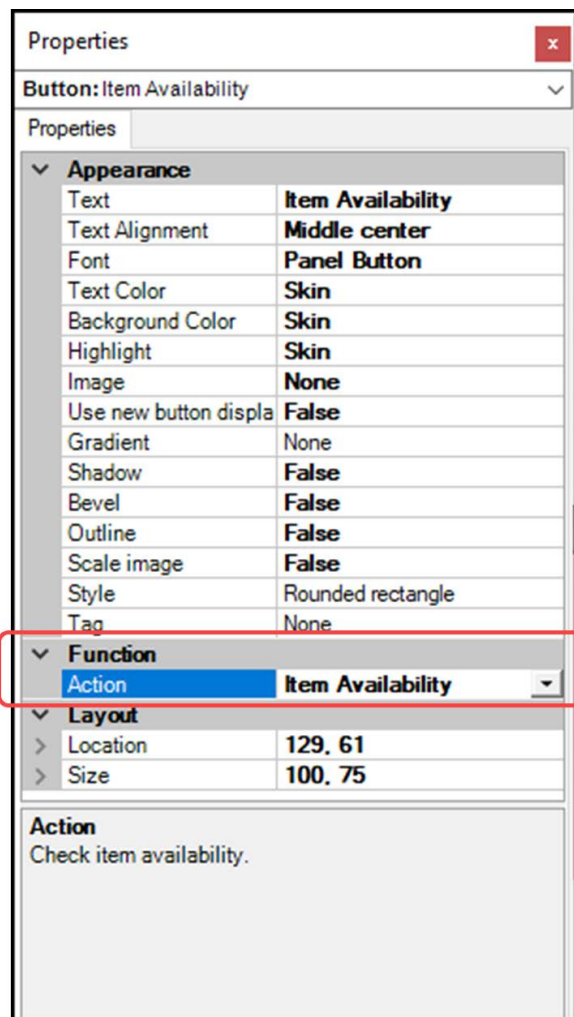 Properties
x
Button: Item Availability
Properties
Appearance
Text Item Availability
Text Alignment Middle center
Font Panel Button
Text Color Skin
Background Color Skin
Highlight Skin
Image None
Use new button displa False
Gradient None
Shadow False
Bevel False
Outline False
Scale image False
Style Rounded rectangle
Tag None
Function
Action Item Availability
Layout
Location 129, 61
Size 100, 75
Action
Check item availability.